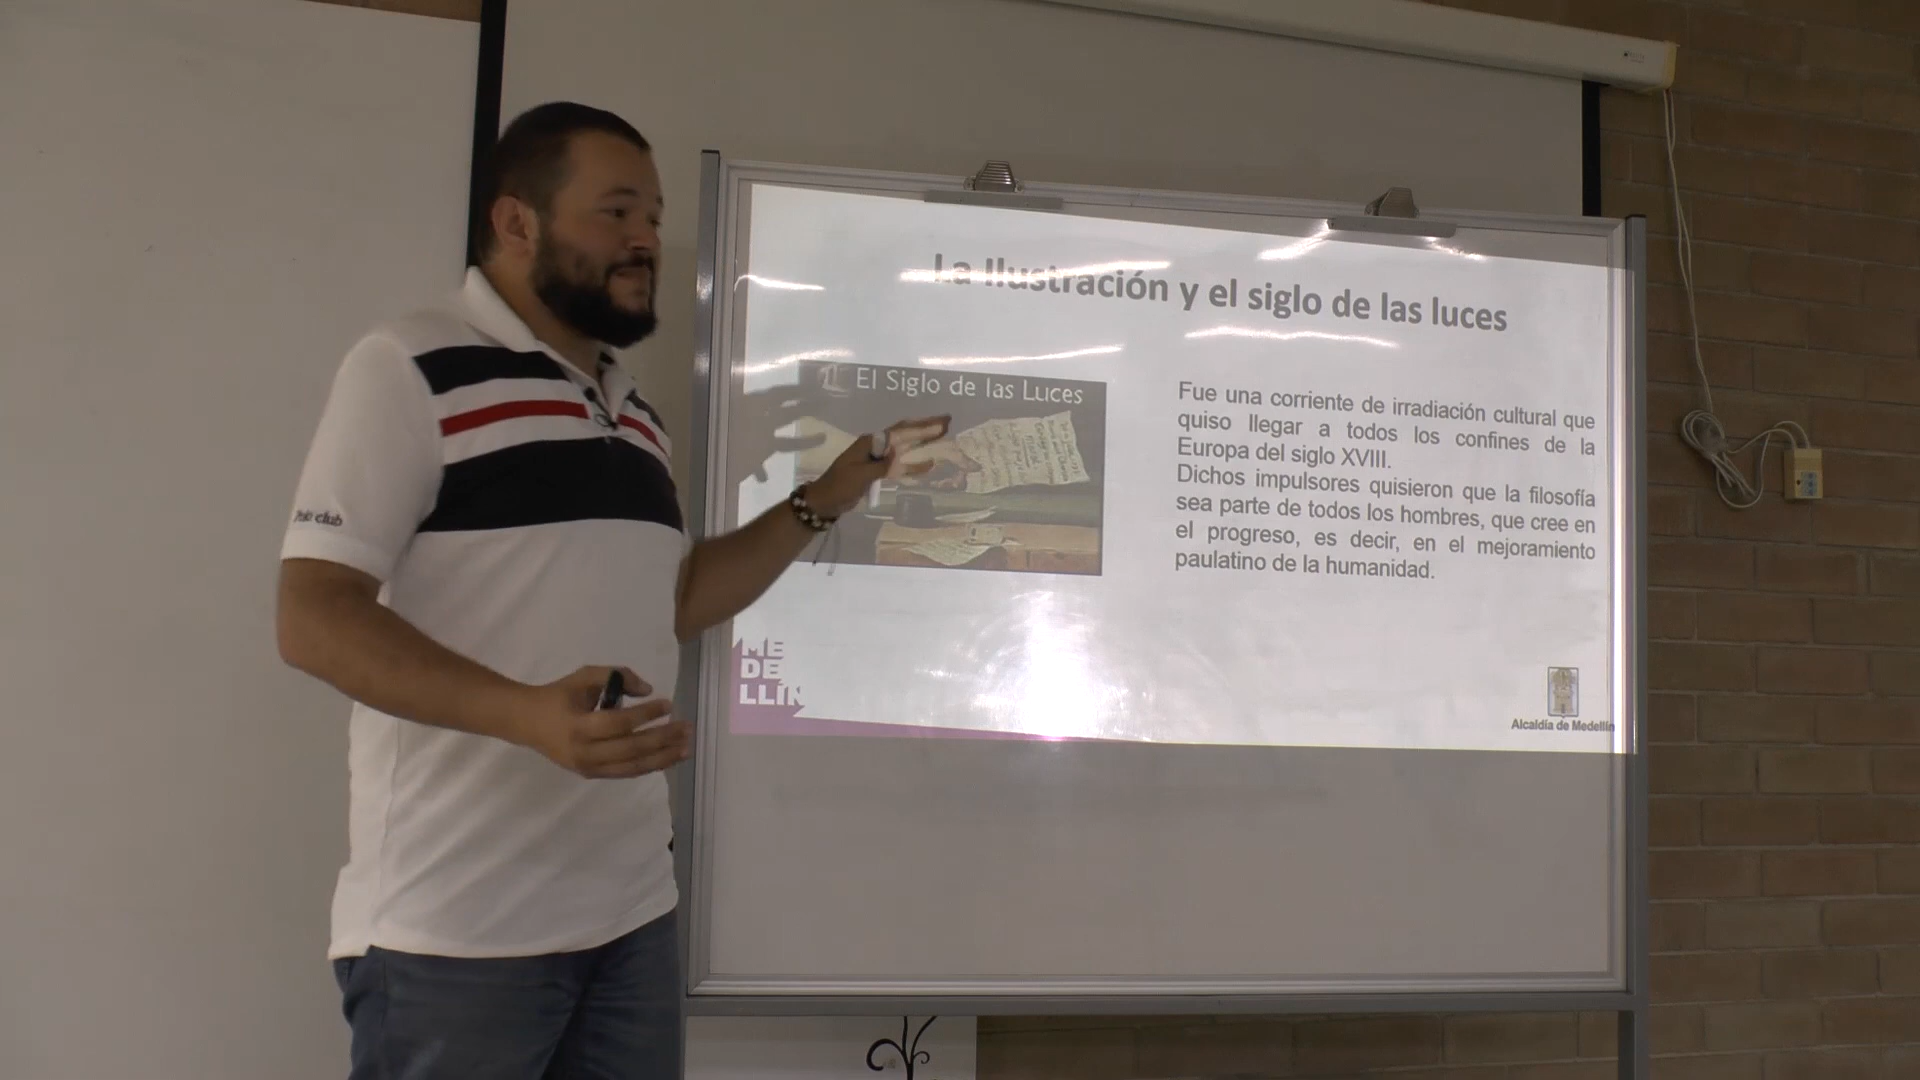 La Ilustración y el siglo de las luces
El Siglo de las Luces
Fue una corriente de irradiación cultural que
quiso llegar a todos los confines de la
Europa del siglo XVIII.
Dichos impulsores quisieron que la filosofía
sea parte de todos los hombres, que cree en
el progreso, es decir, en el mejoramiento
paulatino de la humanidad.
ME
DE
LLÍN
Alcaldía de Medellín
club